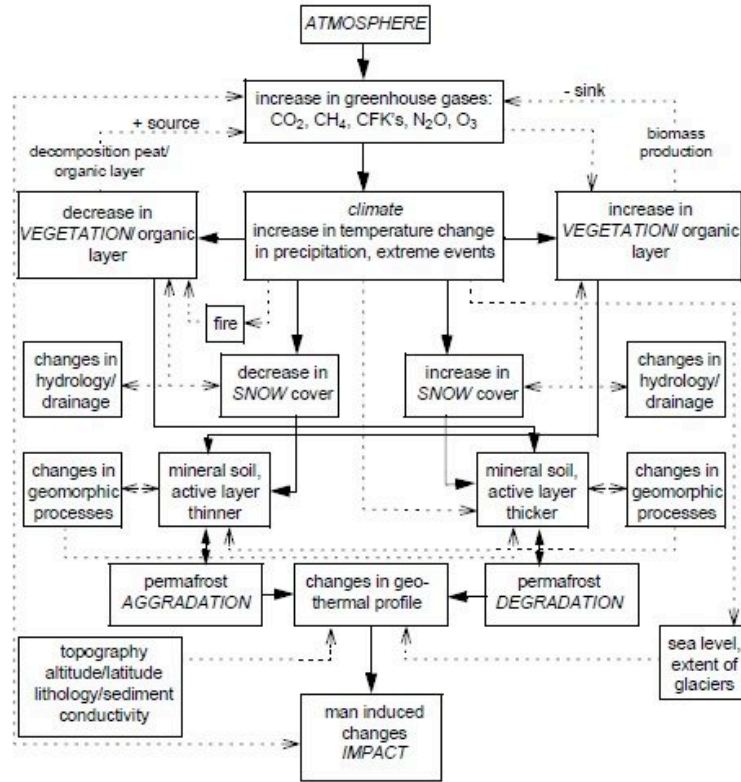 ATMOSPHERE
increase in greenhouse gases:
CO₂, CH₄, CFK's, N₂O, O₃
- sink
+ source
decomposition peat/
organic layer
biomass
production
decrease in
VEGETATION/ organic
layer
climate
increase in temperature change
in precipitation, extreme events
increase in
VEGETATION/ organic
layer
fire
changes in
hydrology/
drainage
decrease in
SNOW cover
increase in
SNOW cover
changes in
hydrology/
drainage
changes in
geomorphic
processes
mineral soil,
active layer
thinner
mineral soil,
active layer
thicker
changes in
geomorphic
processes
permafrost
AGGRADATION
changes in geo-
thermal profile
permafrost
DEGRADATION
topography
altitude/latitude
lithology/sediment
conductivity
sea level,
extent of
glaciers
man induced
changes
IMPACT